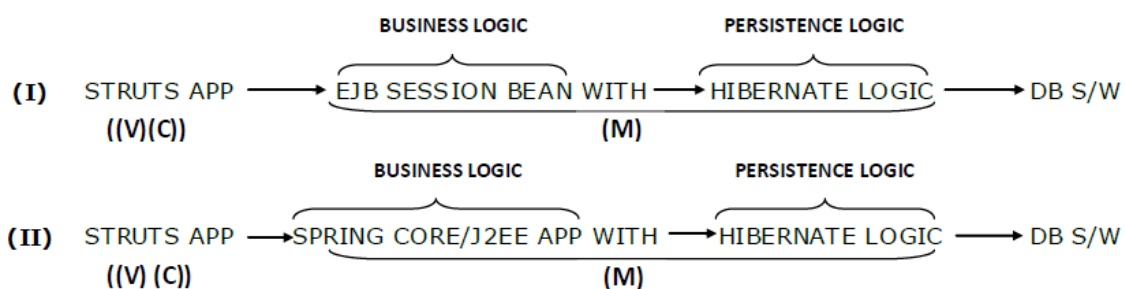 BUSINESS LOGIC PERSISTENCE LOGIC
(I) STRUTS APP EJB SESSION BEAN WITH HIBERNATE LOGIC DB S/W
((V)(C)) (M)
BUSINESS LOGIC PERSISTENCE LOGIC
(II) STRUTS APP SPRING CORE/J2EE APP WITH HIBERNATE LOGIC DB S/W
((V) (C)) (M)